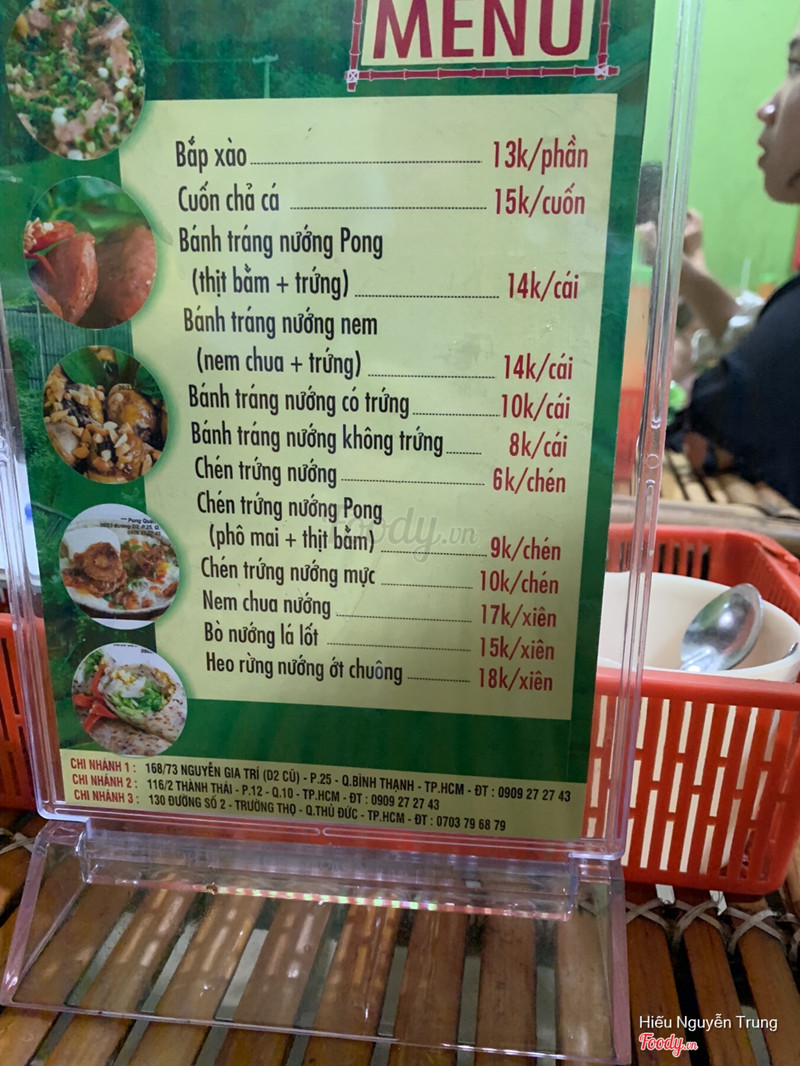 MENU
Bắp xào 13k/phần
Cuốn chả cá 15k/cuốn
Bánh tráng nướng Pong
(thịt bằm + trứng) 14k/cái
Bánh tráng nướng nem
(nem chua + trứng) 14k/cái
Bánh tráng nướng có trứng 10k/cái
Bánh tráng nướng không trứng 8k/cái
Chén trứng nướng 6k/chén
Chén trứng nướng Pong
(phô mai + thịt bằm) 9k/chén
Chén trứng nướng mực 10k/chén
Nem chua nướng 17k/xiên
Bò nướng lá lốt 15k/xiên
Heo rừng nướng ớt chuông 18k/xiên
CHI NHÁNH 1 : 168/73 NGUYỄN GIA TRÍ (D2 CŨ) - P.25 - Q.BÌNH THẠNH - TP.HCM - ĐT : 0909 27 27 43
CHI NHÁNH 2 : 116/2 THÀNH THÁI - P.12 - Q.10 - TP.HCM - ĐT : 0909 27 27 43
CHI NHÁNH 3 : 130 ĐƯỜNG SỐ 2 - TRƯỜNG THỌ - Q.THỦ ĐỨC - TP.HCM - ĐT : 0703 79 68 79
Foody.vn
Hiếu Nguyễn Trung
Foody.vn